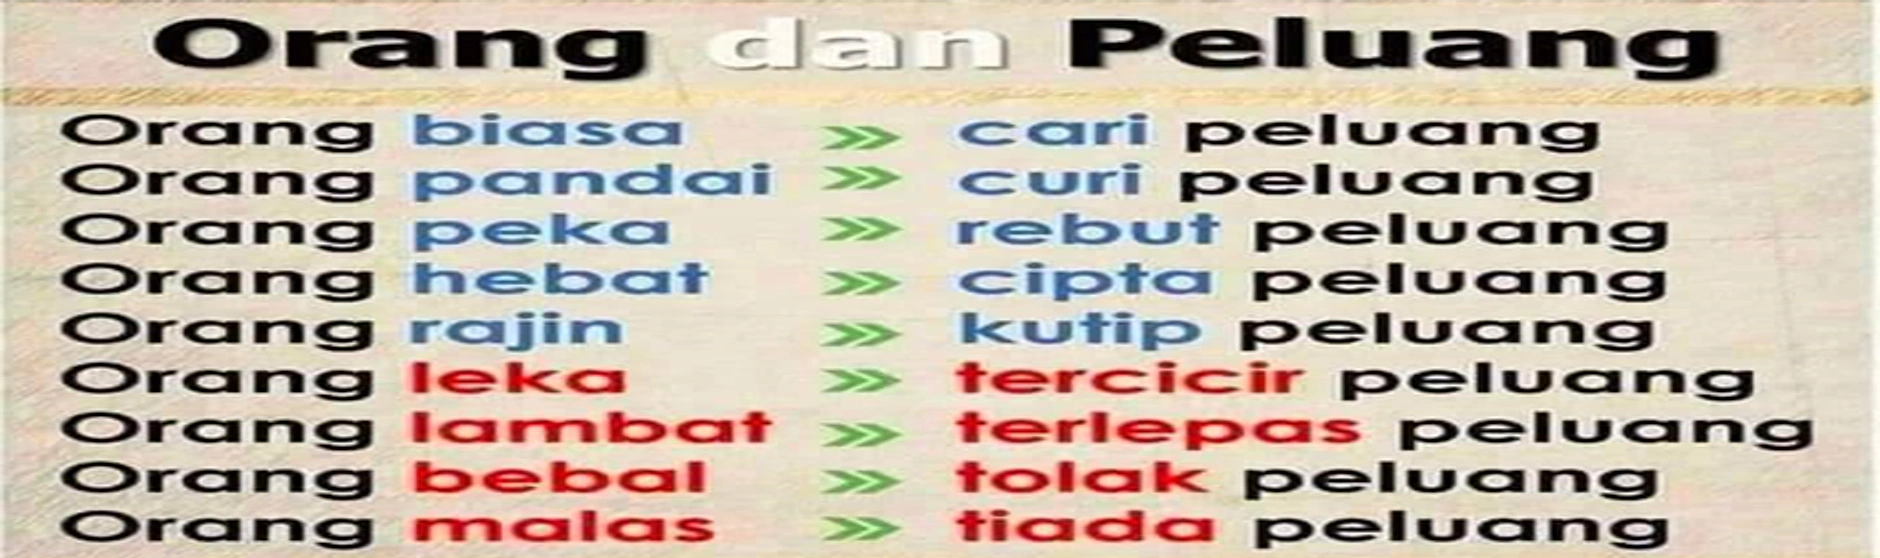 Orang dan Peluang
Orang biasa » cari peluang
Orang pandai » curi peluang
Orang peka » rebut peluang
Orang hebat » cipta peluang
Orang rajin » kutip peluang
Orang leka » tercicir peluang
Orang lambat » terlepas peluang
Orang bebal » tolak peluang
Orang malas » tiada peluang